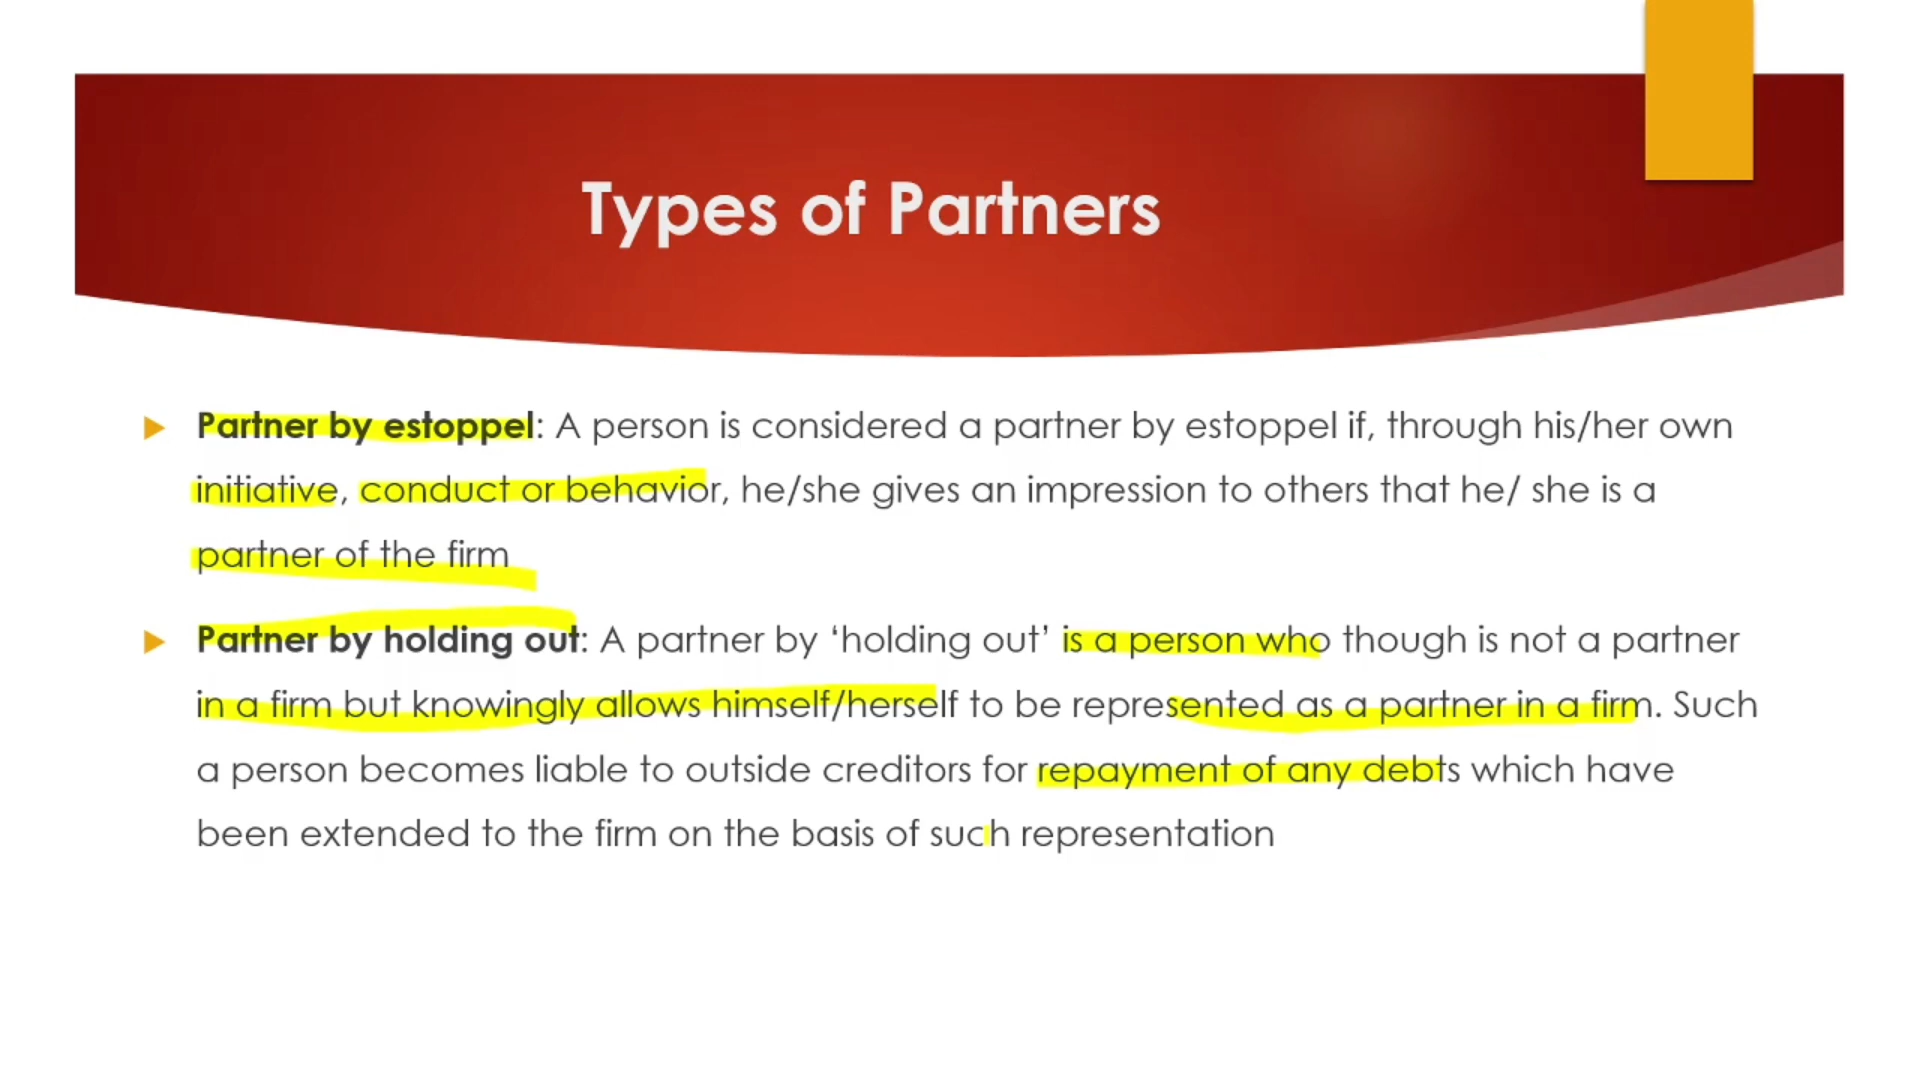 Types of Partners
Partner by estoppel: A person is considered a partner by estoppel if, through his/her own
initiative, conduct or behavior, he/she gives an impression to others that he/ she is a
partner of the firm
Partner by holding out: A partner by ‘holding out’ is a person who though is not a partner
in a firm but knowingly allows himself/herself to be represented as a partner in a firm. Such
a person becomes liable to outside creditors for repayment of any debts which have
been extended to the firm on the basis of such representation